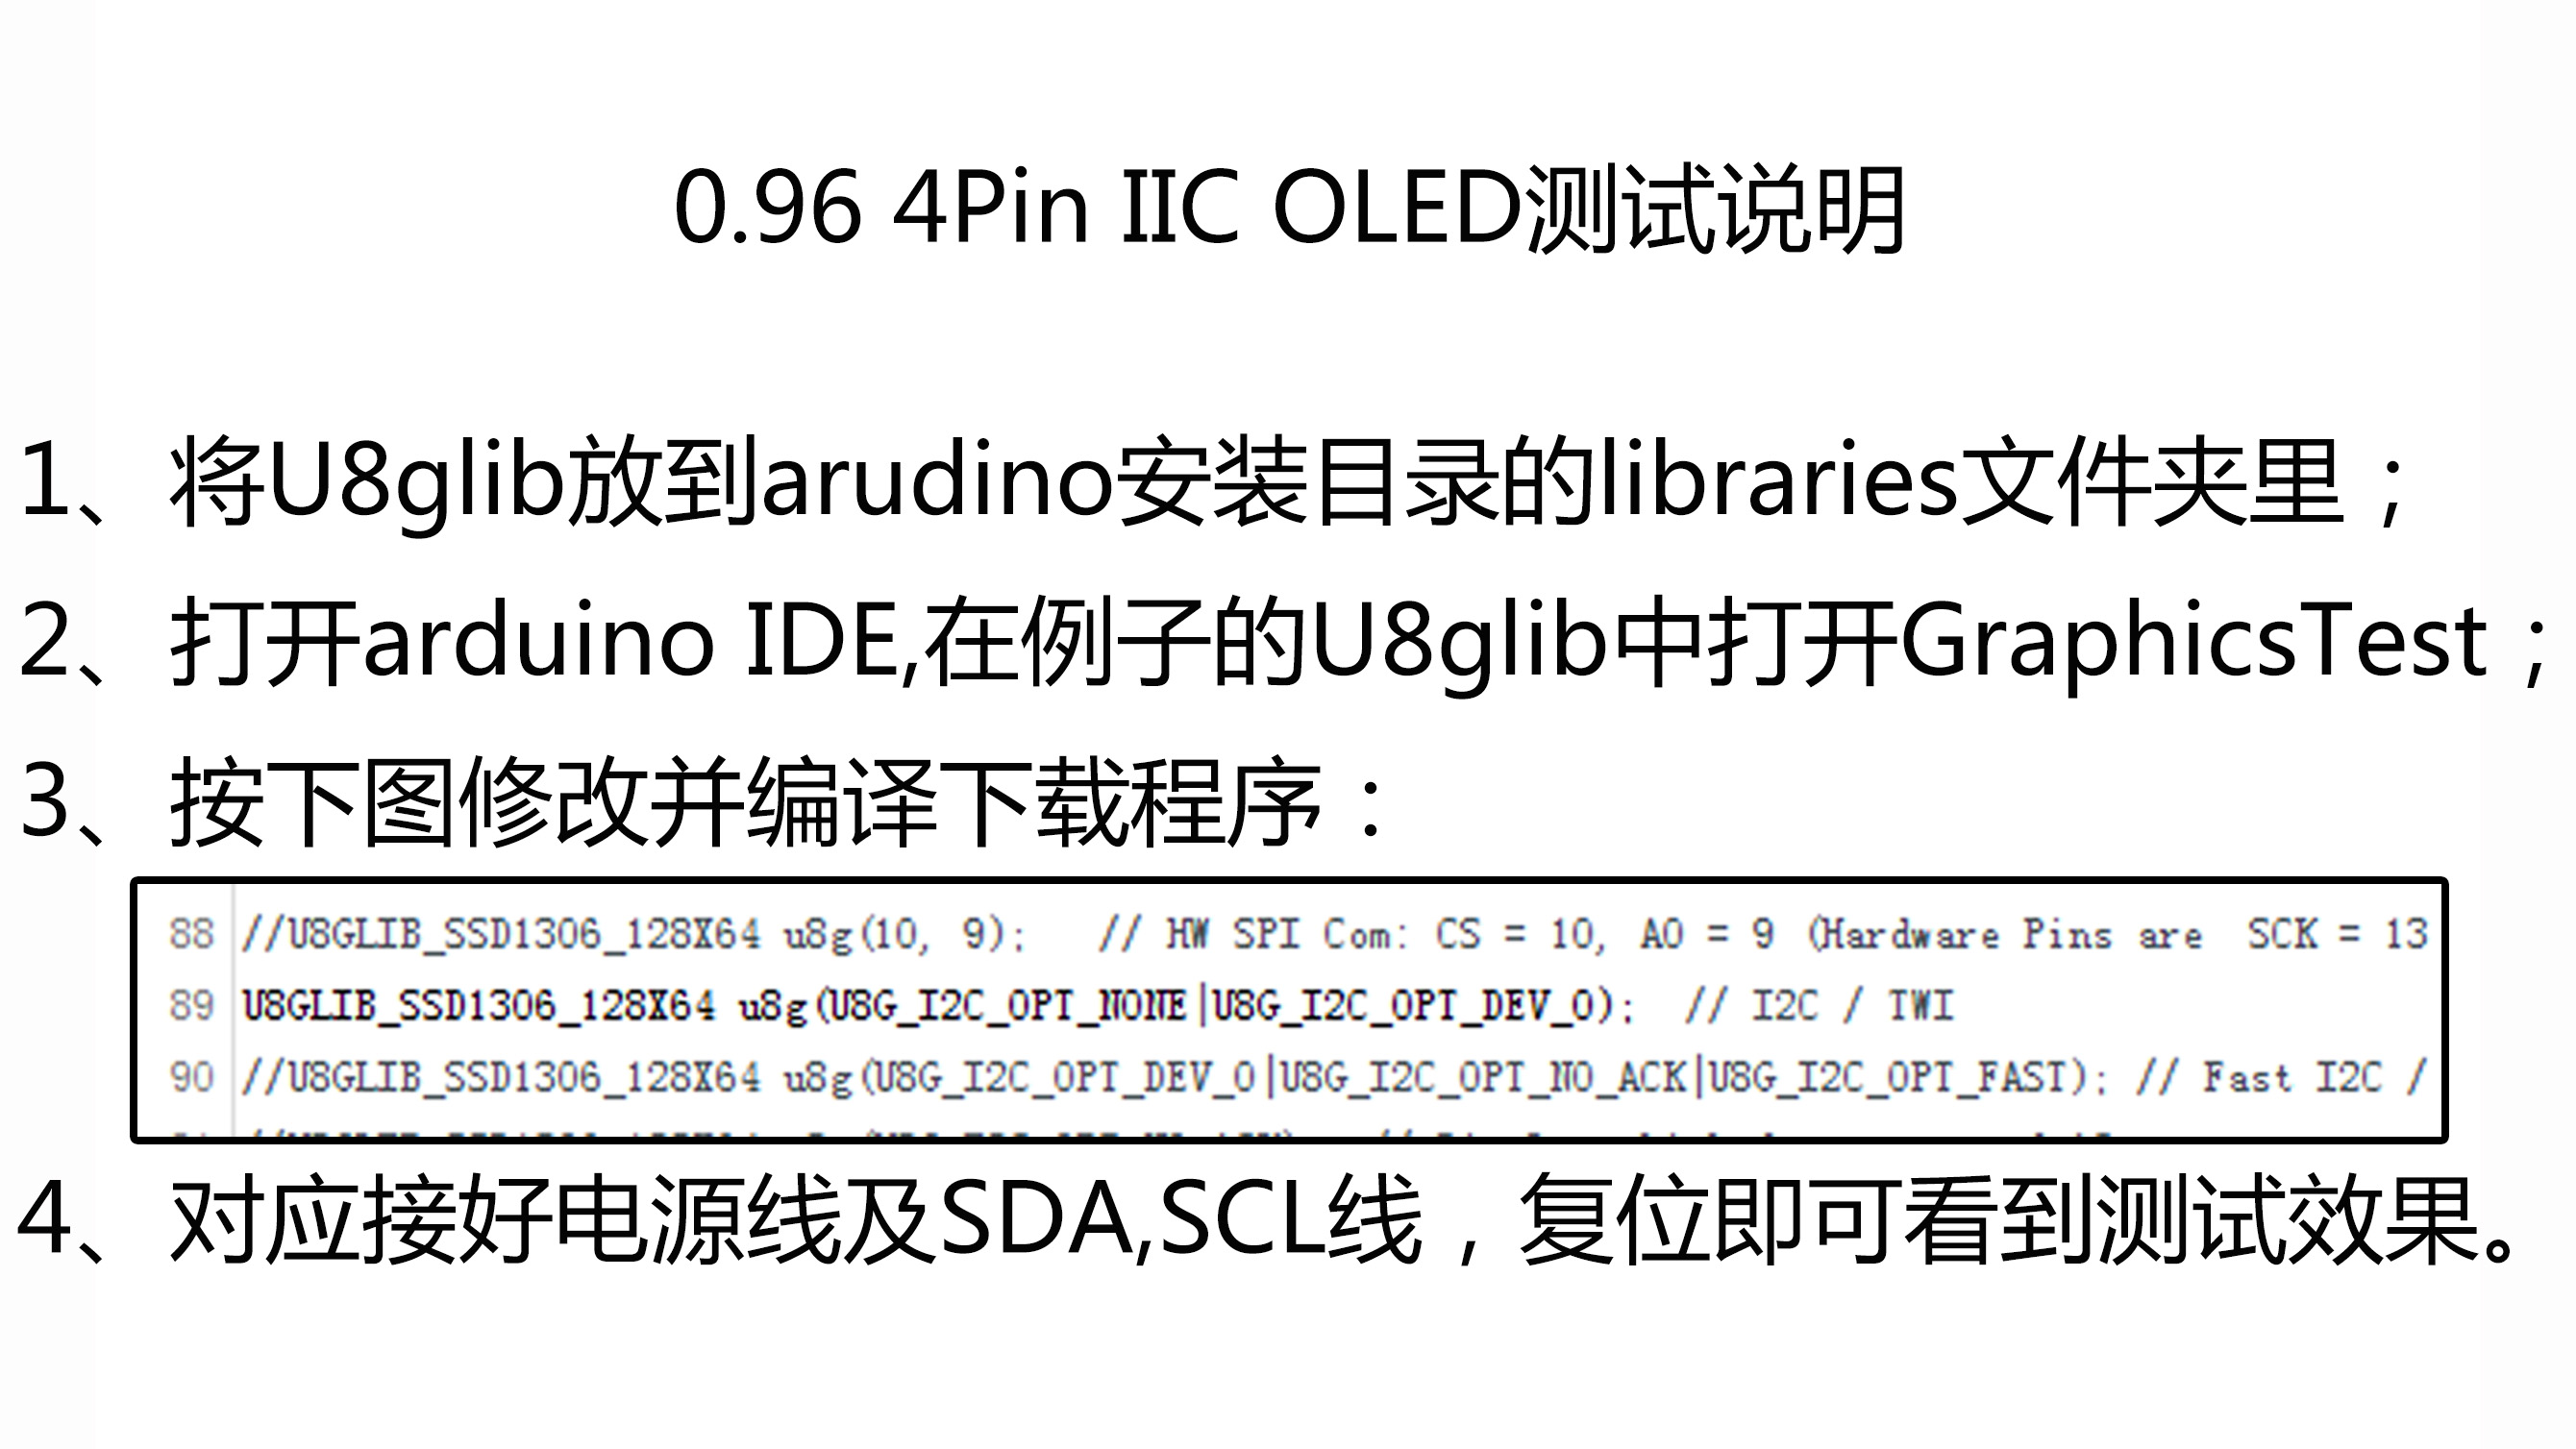 0.96 4Pin IIC OLED测试说明
1、将U8glib放到arudino安装目录的libraries文件夹里；
2、打开arduino IDE,在例子的U8glib中打开GraphicsTest；
3、按下图修改并编译下载程序：
88 //U8GLIB_SSD1306_128X64 u8g(10, 9);   // HW SPI Com: CS = 10, A0 = 9 (Hardware Pins are  SCK = 13
89 U8GLIB_SSD1306_128X64 u8g(U8G_I2C_OPT_NONE|U8G_I2C_OPT_DEV_0);  // I2C / TWI
90 //U8GLIB_SSD1306_128X64 u8g(U8G_I2C_OPT_DEV_0|U8G_I2C_OPT_NO_ACK|U8G_I2C_OPT_FAST); // Fast I2C /
4、对应接好电源线及SDA,SCL线，复位即可看到测试效果。